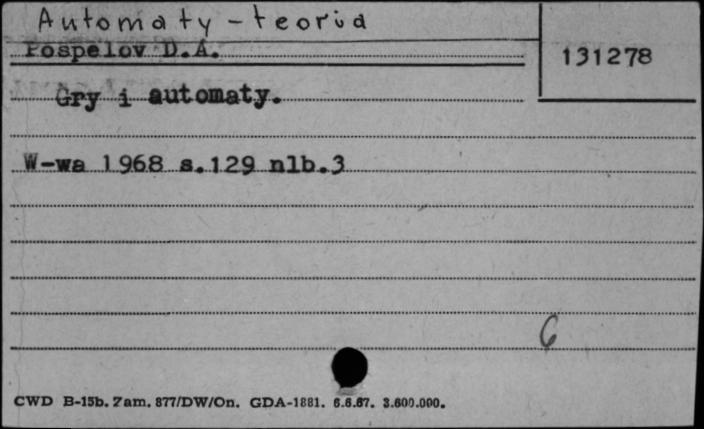 Automaty - teoria
Pospelov D.A.
131278
Gry i automaty.
W-wa 1968 s.129 nlb.3
6
CWD B-15b. Zam. 877/DW/On. GDA-1881. 6.6.67. 3.600.000.